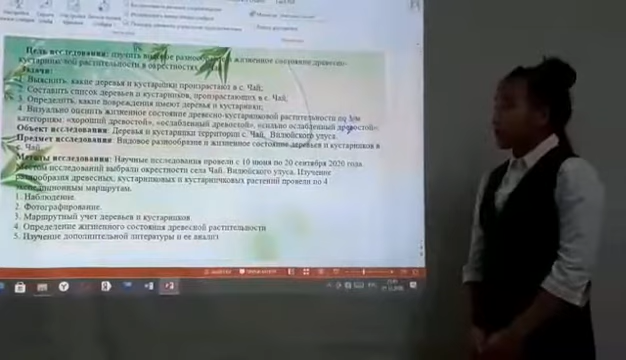 Цель исследования: изучить видовое разнообразие и жизненное состояние древесно-
кустарниковой растительности в окрестностях
Задачи:
1. Выяснить, какие деревья и кустарники произрастают в с. Чай;
2. Составить список деревьев и кустарников, произрастающих в с. Чай;
3. Определить, какие повреждения имеют деревья и кустарники;
4. Визуально оценить жизненное состояние древесно-кустарниковой растительности по 3
категориям: «хороший древостой», «ослабленный древостой», «сильно ослабленный древостой».
Объект исследования: Деревья и кустарники территории с. Чай, Вилюйского улуса.
Предмет исследования: Видовое разнообразия и жизненное состояние деревьев и кустарников в
с. Чай.
Методы исследования: Научные исследования провели с 10 июня по 20 сентября 2020 года.
Местом исследований выбрали окрестности села Чай. Вилюйского улуса. Изучение
разнообразия древесных, кустарниковых и кустарничковых растений провели по 4
экспедиционным маршрутам.
1. Наблюдение.
2. Фотографирование.
3. Маршрутный учет деревьев и кустарников
4. Определение жизненного состояния древесной растительности
5. Изучение дополнительной литературы и ее анализ